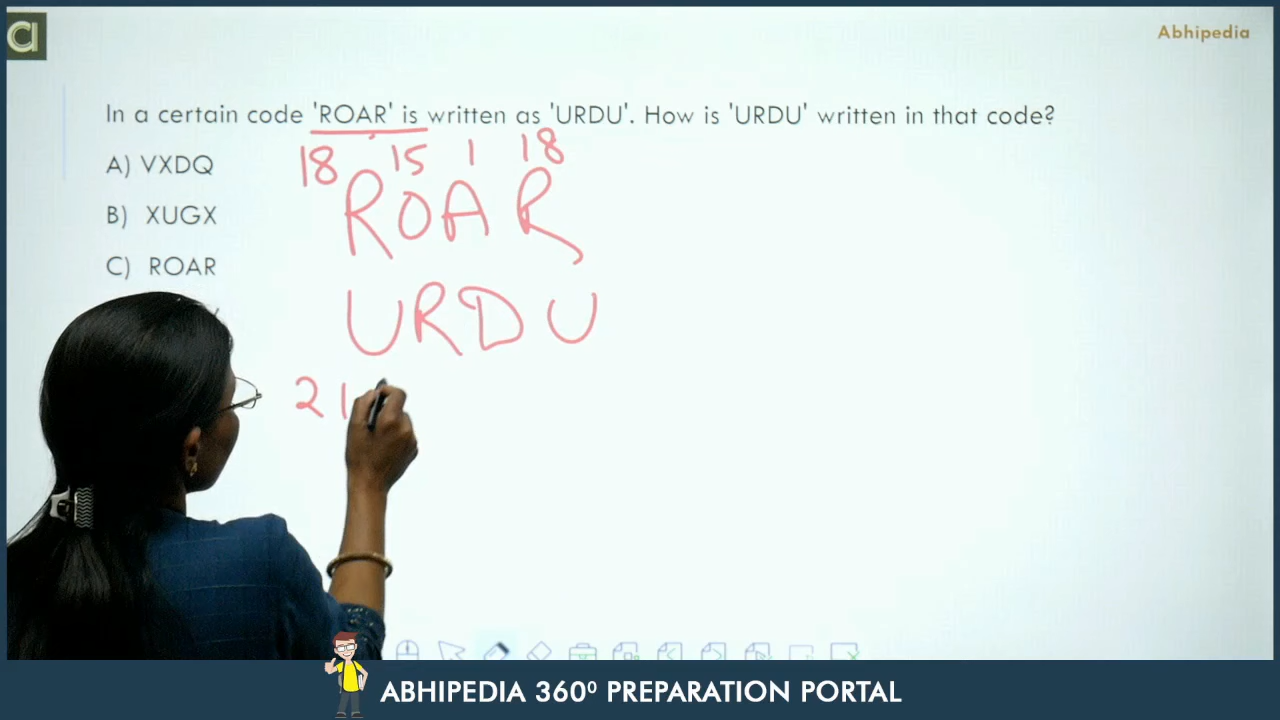 Abhipedia
In a certain code 'ROAR' is written as 'URDU'. How is 'URDU' written in that code?
A) VXDQ
18 15 1 18
B) XUGX
ROAR
C) ROAR
URDU
21
ABHIPEDIA 360⁰ PREPARATION PORTAL